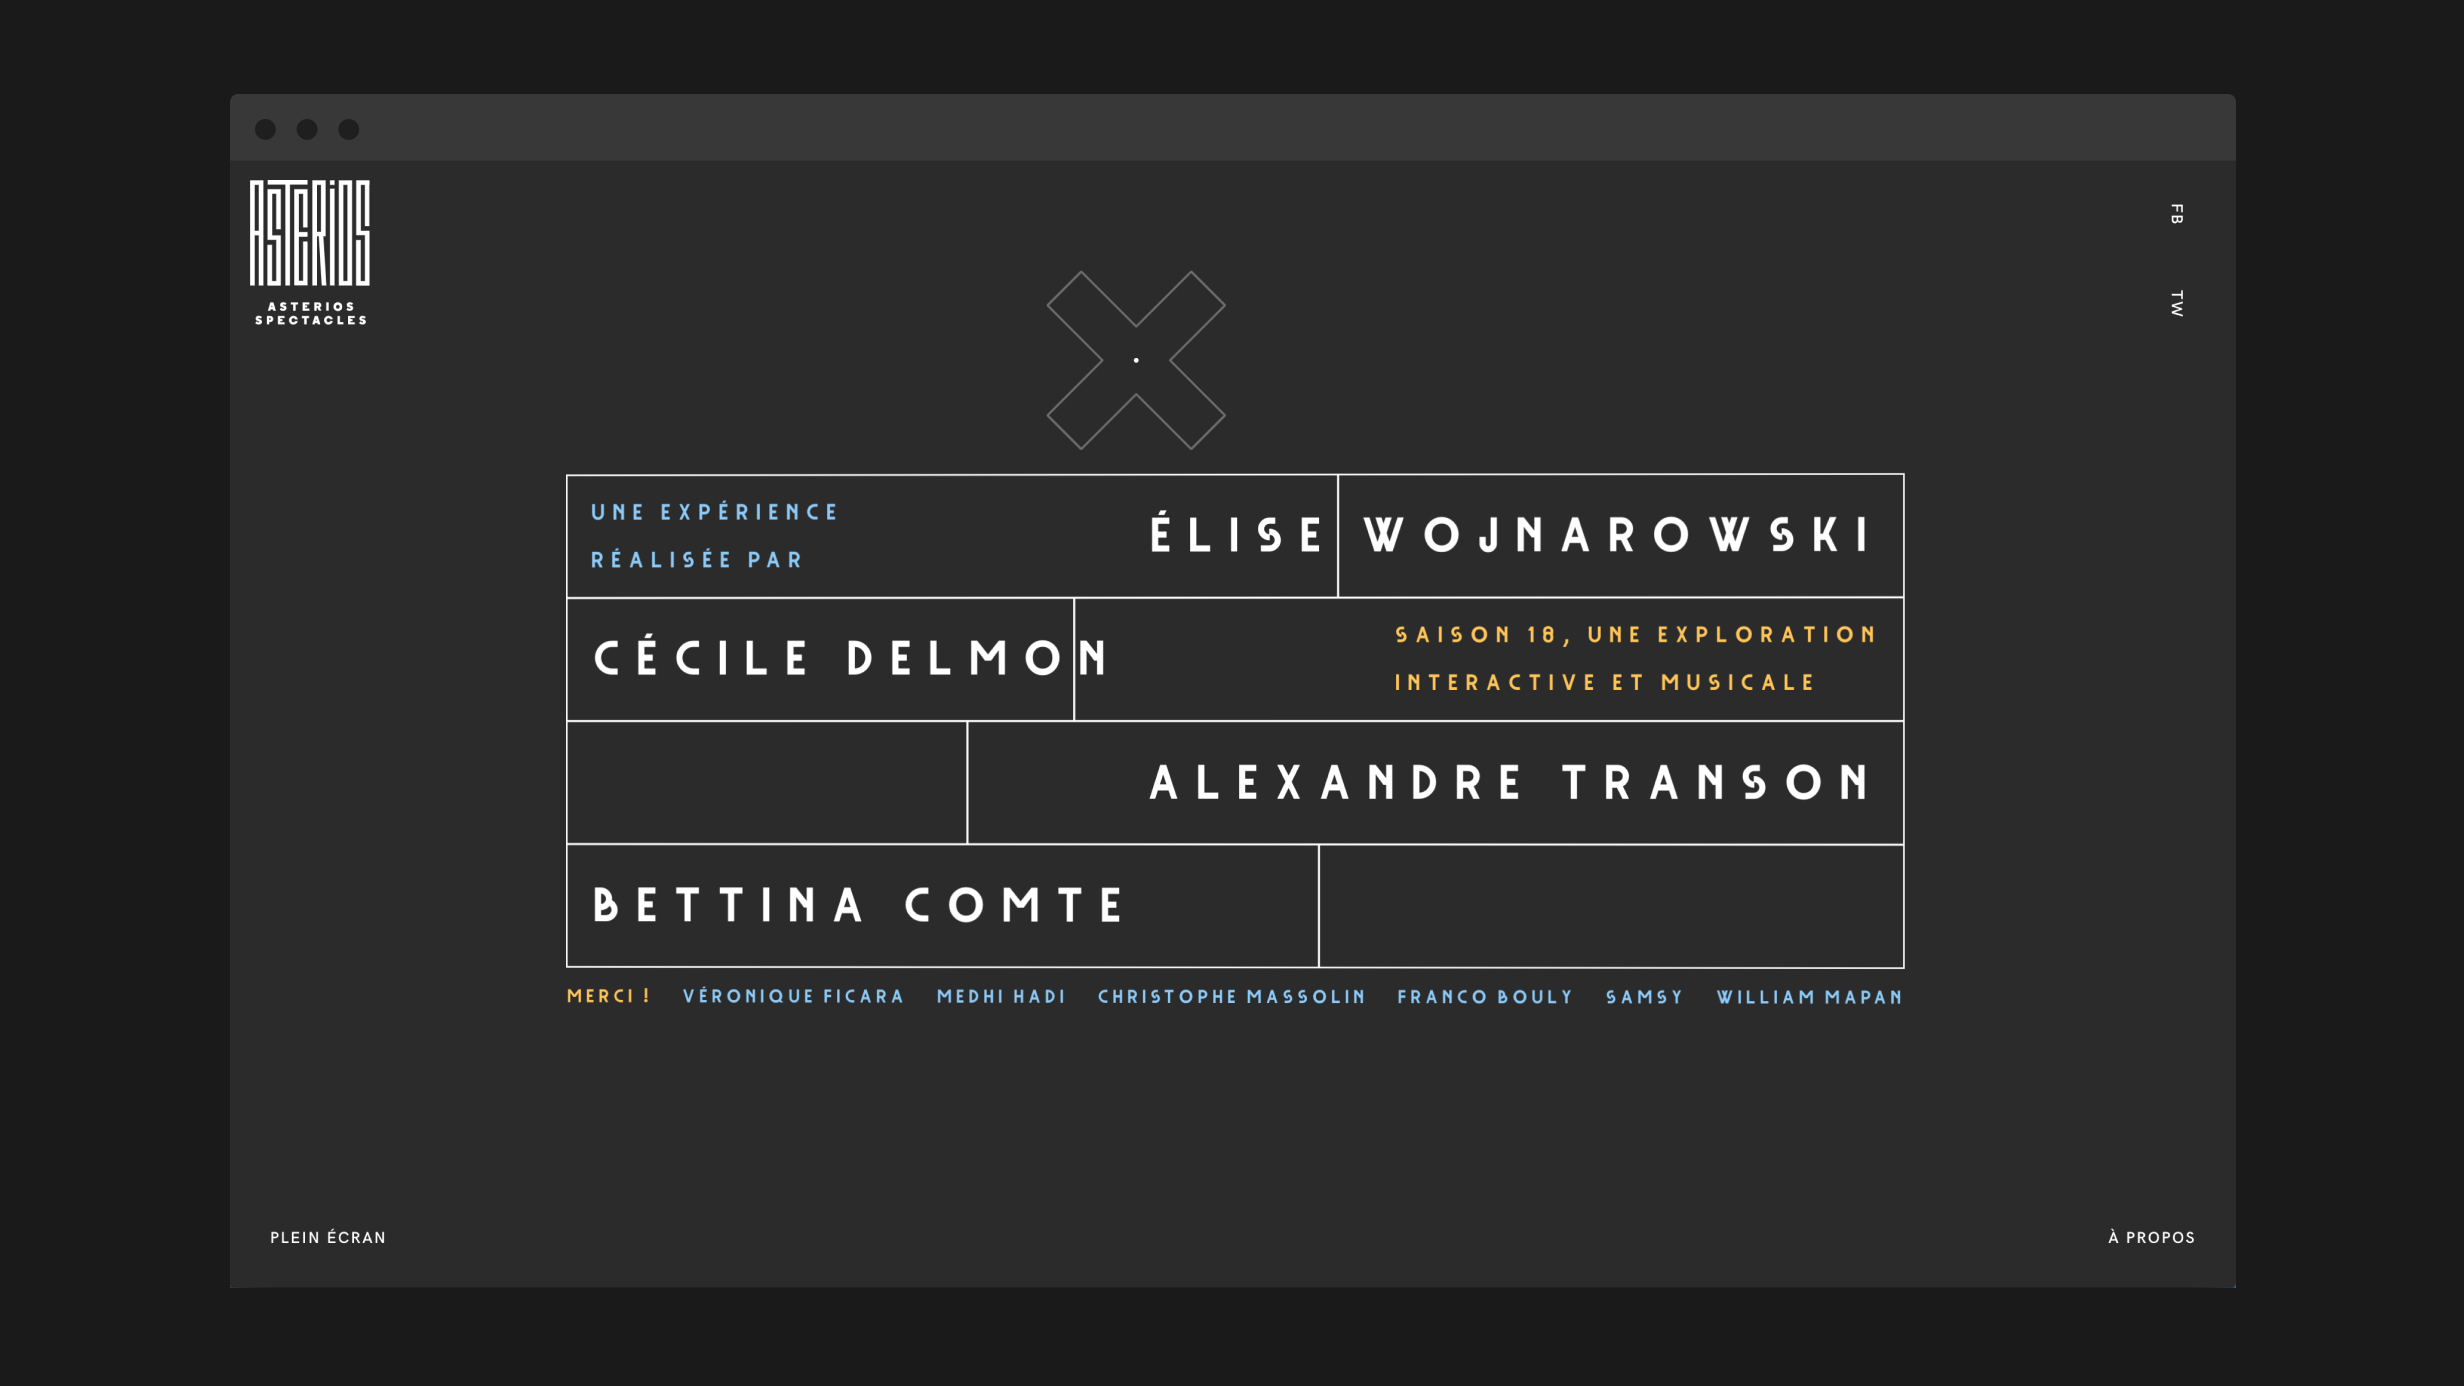 ASTERIOS
ASTERIOS
SPECTACLES
FB
TW
UNE EXPÉRIENCE
RÉALISÉE PAR
ÉLISE WOJNAROWSKI
CÉCILE DELMON
SAISON 18, UNE EXPLORATION
INTERACTIVE ET MUSICALE
ALEXANDRE TRANSON
BETTINA COMTE
MERCI ! VÉRONIQUE FICARA MEDHI HADI CHRISTOPHE MASSOLIN FRANCO BOULY SAMSY WILLIAM MAPAN
PLEIN ÉCRAN
À PROPOS